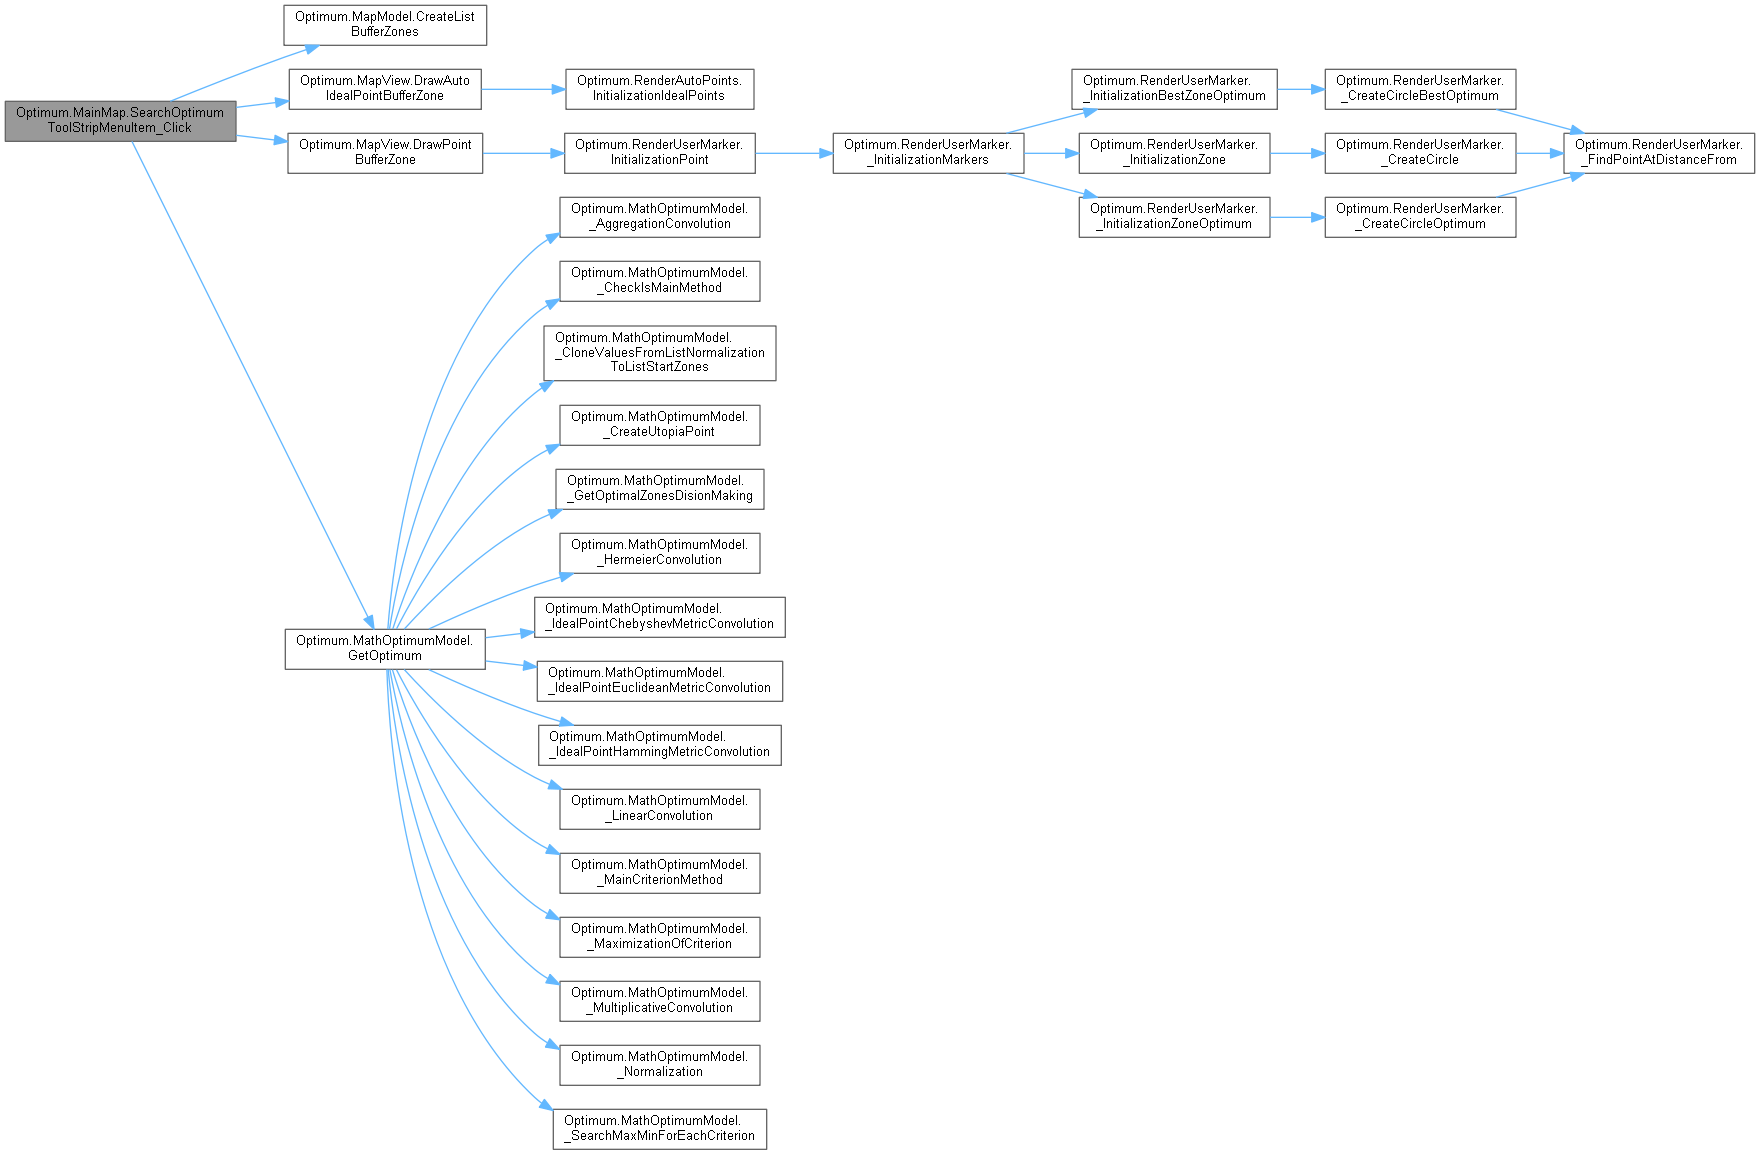 Optimum.MapModel.CreateList
BufferZones
Optimum.MainMap.SearchOptimum
ToolStripMenuItem_Click
Optimum.MapView.DrawAuto
IdealPointBufferZone
Optimum.RenderAutoPoints.
InitializationIdealPoints
Optimum.MapView.DrawPoint
BufferZone
Optimum.RenderUserMarker.
InitializationPoint
Optimum.RenderUserMarker.
_InitializationMarkers
Optimum.RenderUserMarker.
_InitializationBestZoneOptimum
Optimum.RenderUserMarker.
_CreateCircleBestOptimum
Optimum.RenderUserMarker.
_InitializationZone
Optimum.RenderUserMarker.
_CreateCircle
Optimum.RenderUserMarker.
_FindPointAtDistanceFrom
Optimum.RenderUserMarker.
_InitializationZoneOptimum
Optimum.RenderUserMarker.
_CreateCircleOptimum
Optimum.MathOptimumModel.
GetOptimum
Optimum.MathOptimumModel.
_AggregationConvolution
Optimum.MathOptimumModel.
_CheckIsMainMethod
Optimum.MathOptimumModel.
_CloneValuesFromListNormalization
ToListStartZones
Optimum.MathOptimumModel.
_CreateUtopiaPoint
Optimum.MathOptimumModel.
_GetOptimalZonesDisionMaking
Optimum.MathOptimumModel.
_HermeierConvolution
Optimum.MathOptimumModel.
_IdealPointChebyshevMetricConvolution
Optimum.MathOptimumModel.
_IdealPointEuclideanMetricConvolution
Optimum.MathOptimumModel.
_IdealPointHammingMetricConvolution
Optimum.MathOptimumModel.
_LinearConvolution
Optimum.MathOptimumModel.
_MainCriterionMethod
Optimum.MathOptimumModel.
_MaximizationOfCriterion
Optimum.MathOptimumModel.
_MultiplicativeConvolution
Optimum.MathOptimumModel.
_Normalization
Optimum.MathOptimumModel.
_SearchMaxMinForEachCriterion